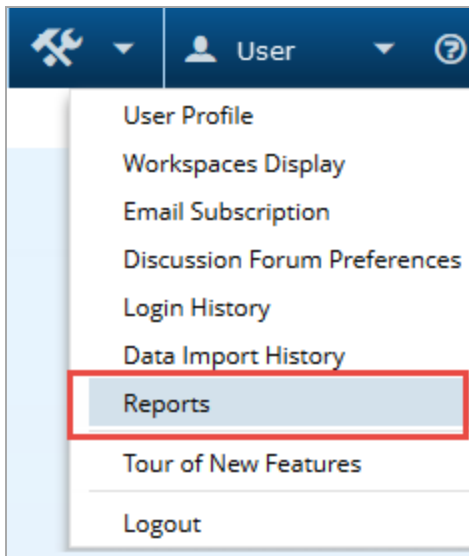 User
User Profile
Workspaces Display
Email Subscription
Discussion Forum Preferences
Login History
Data Import History
Reports
Tour of New Features
Logout